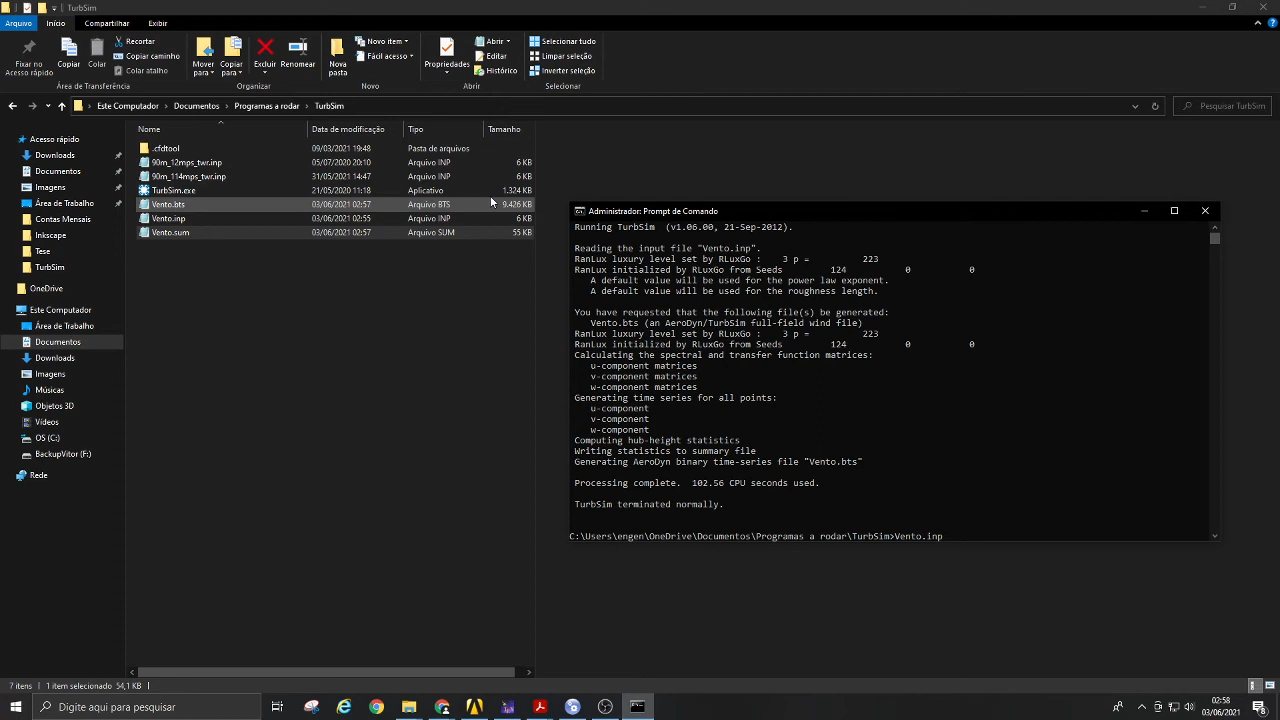 TurbSim
Arquivo Início Compartilhar Exibir
Fixar no Acesso rápido
Copiar
Colar
Recortar
Copiar caminho
Colar atalho
Área de Transferência
Mover para
Copiar para
Excluir
Renomear
Organizar
Nova pasta
Novo item
Fácil acesso
Novo
Propriedades
Abrir
Editar
Histórico
Abrir
Selecionar tudo
Limpar seleção
Inverter seleção
Selecionar
Este Computador > Documentos > Programas a rodar > TurbSim
Pesquisar TurbSim
Acesso rápido
Downloads
Documentos
Imagens
Área de Trabalho
Contas Mensais
Inkscape
Tese
TurbSim
OneDrive
Este Computador
Área de Trabalho
Documentos
Downloads
Imagens
Músicas
Objetos 3D
Vídeos
OS (C:)
BackupVitor (F:)
Rede
Nome Data de modificação Tipo Tamanho
.cfdtool 09/03/2021 19:48 Pasta de arquivos
90m_12mps_twr.inp 05/07/2020 20:10 Arquivo INP 6 KB
90m_114mps_twr.inp 31/05/2021 14:47 Arquivo INP 6 KB
TurbSim.exe 21/05/2020 11:18 Aplicativo 1.324 KB
Vento.bts 03/06/2021 02:57 Arquivo BTS 9.426 KB
Vento.inp 03/06/2021 02:55 Arquivo INP 6 KB
Vento.sum 03/06/2021 02:57 Arquivo SUM 55 KB
Administrador: Prompt de Comando
Running TurbSim (v1.06.00, 21-Sep-2012).
Reading the input file "Vento.inp".
RanLux luxury level set by RLuxGo : 3 p = 223
RanLux initialized by RLuxGo from Seeds 124 0 0
A default value will be used for the power law exponent.
A default value will be used for the roughness length.
You have requested that the following file(s) be generated:
Vento.bts (an AeroDyn/TurbSim full-field wind file)
RanLux luxury level set by RLuxGo : 3 p = 223
RanLux initialized by RLuxGo from Seeds 124 0 0
Calculating the spectral and transfer function matrices:
u-component matrices
v-component matrices
w-component matrices
Generating time series for all points:
u-component
v-component
w-component
Computing hub-height statistics
Writing statistics to summary file
Generating AeroDyn binary time-series file "Vento.bts"
Processing complete. 102.56 CPU seconds used.
TurbSim terminated normally.
C:\Users\engen\OneDrive\Documentos\Programas a rodar\TurbSim>Vento.inp
7 itens 1 item selecionado 54,1 KB
Digite aqui para pesquisar
02:58
03/06/2021